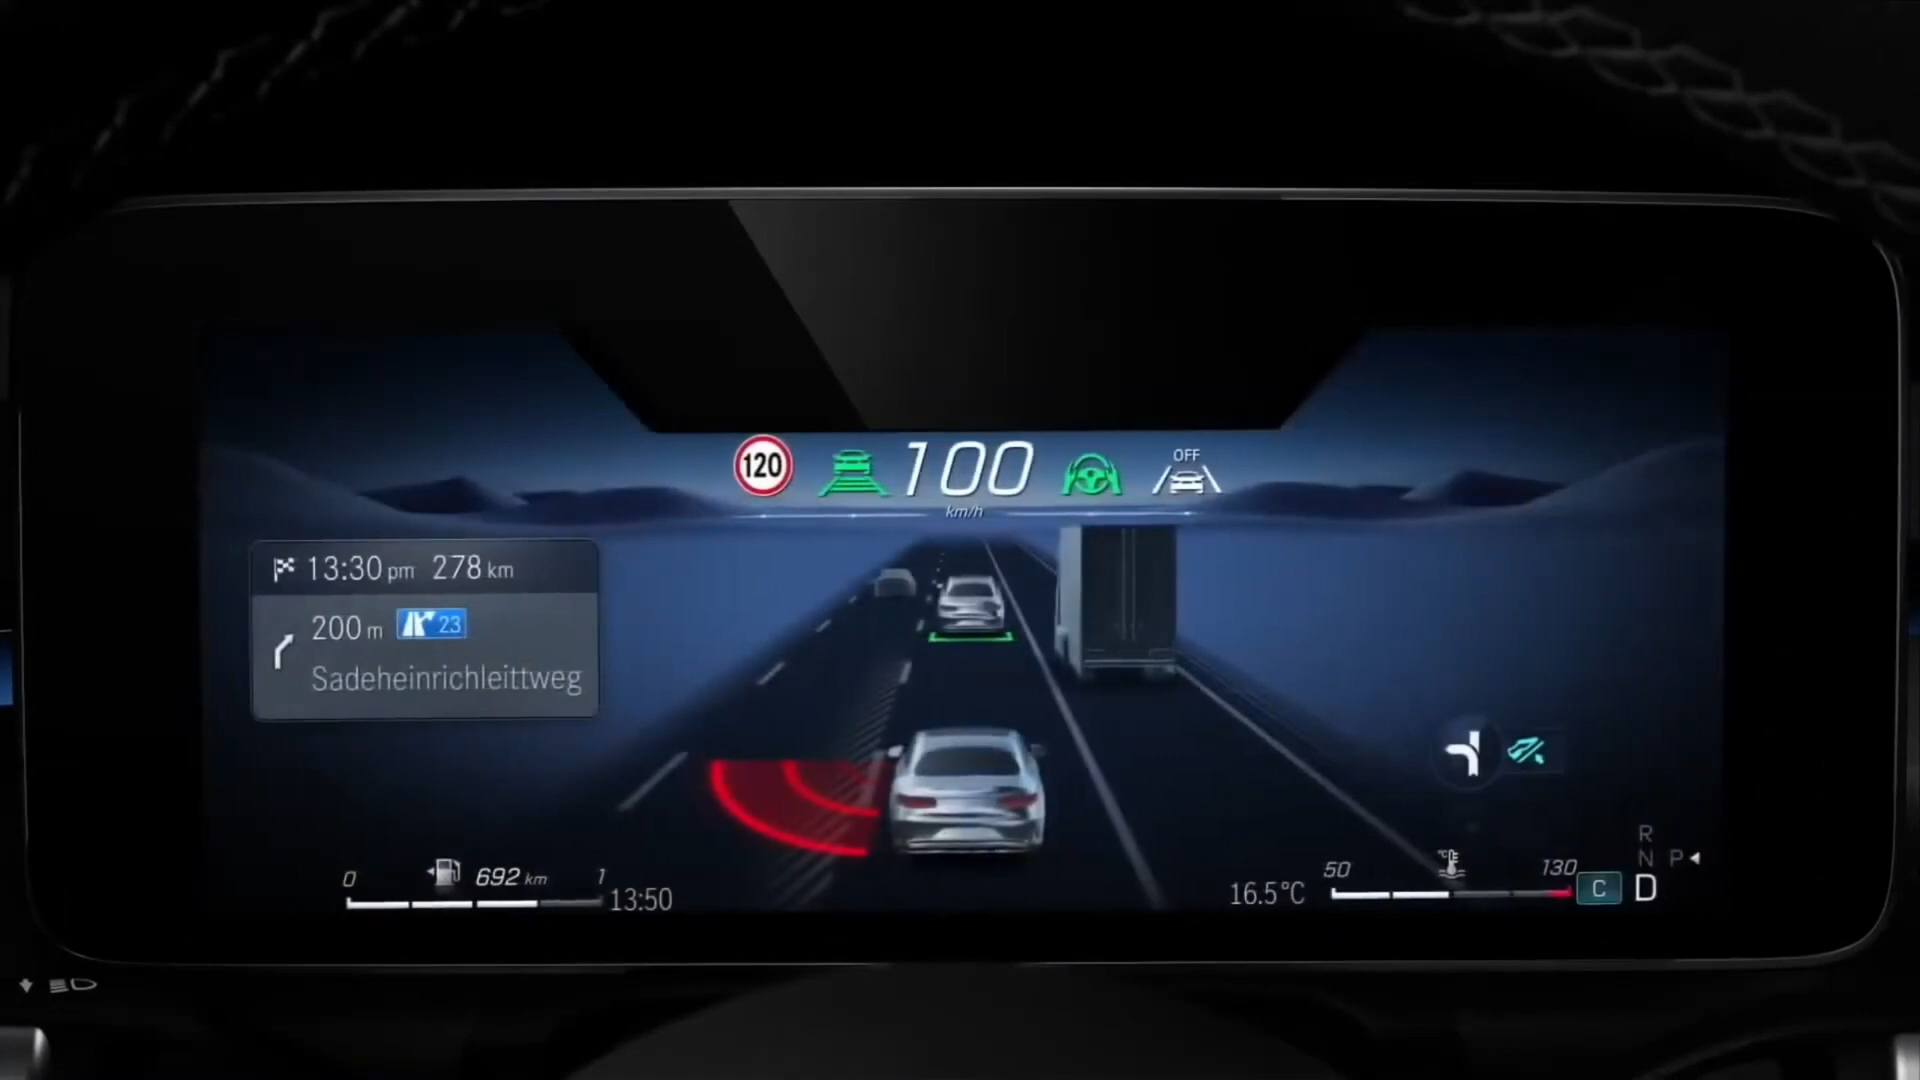 120
100
km/h
OFF
13:30 pm 278 km
200 m 23
Sadeheinrichleittweg
0 692 km 1
13:50
16.5°C
50 130
°C
C
R
N P
D